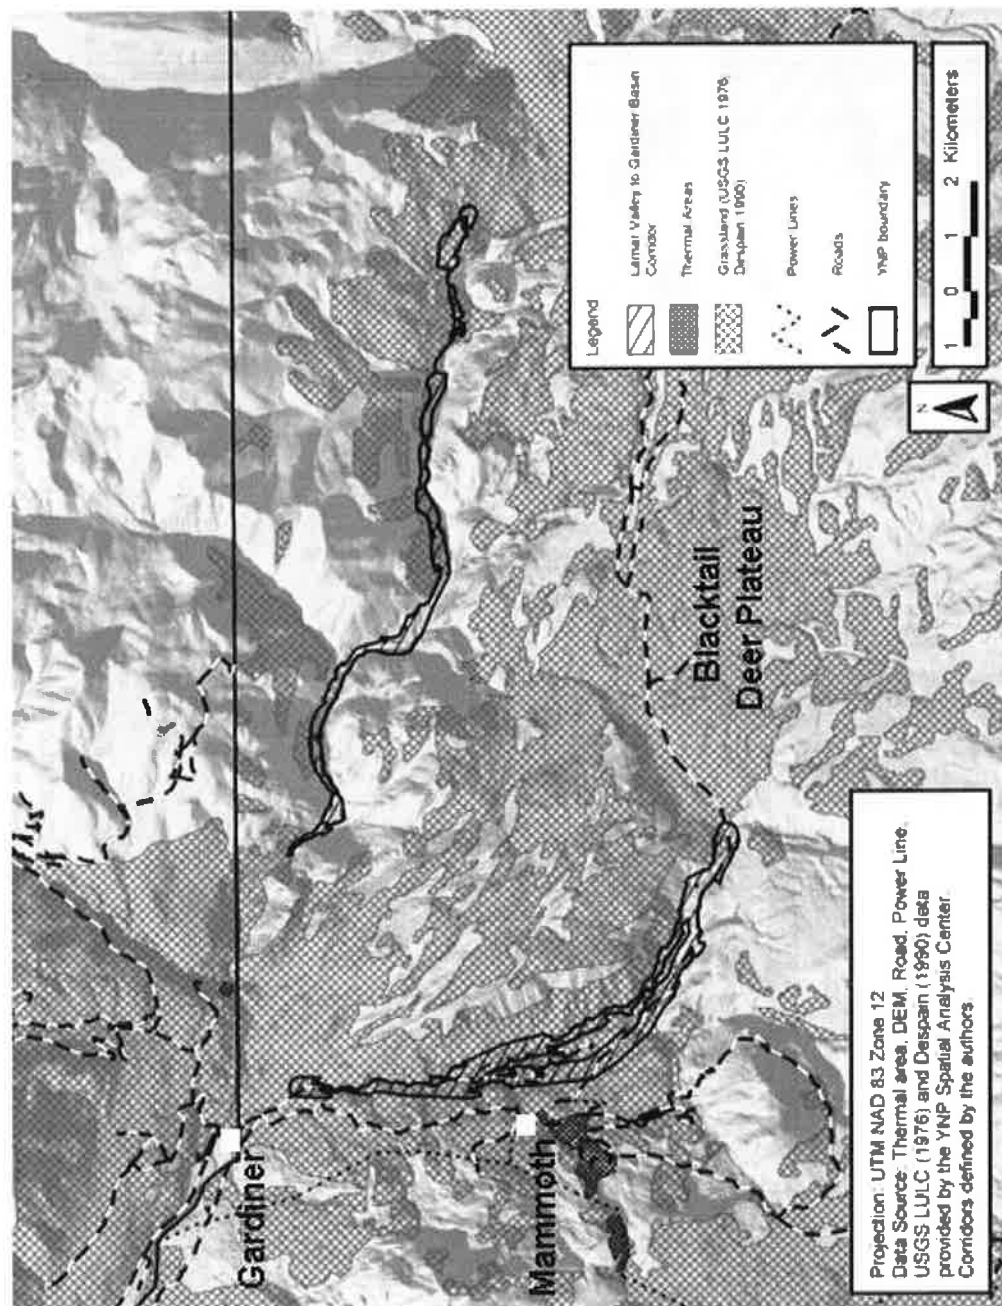 Gardiner
Mammoth
Blacktail
Deer Plateau
Legend
Lamar Valley to Gardiner Basin
Corridor
Thermal Areas
Grassland (USGS LULC 1976,
Despain 1990)
Power Lines
Roads
YNP boundary
N
1 0 1 2 Kilometers
Projection: UTM NAD 83 Zone 12
Data Source: Thermal area, DEM, Road, Power Line,
USGS LULC (1976) and Despain (1990) data
provided by the YNP Spatial Analysis Center.
Corridors defined by the authors.